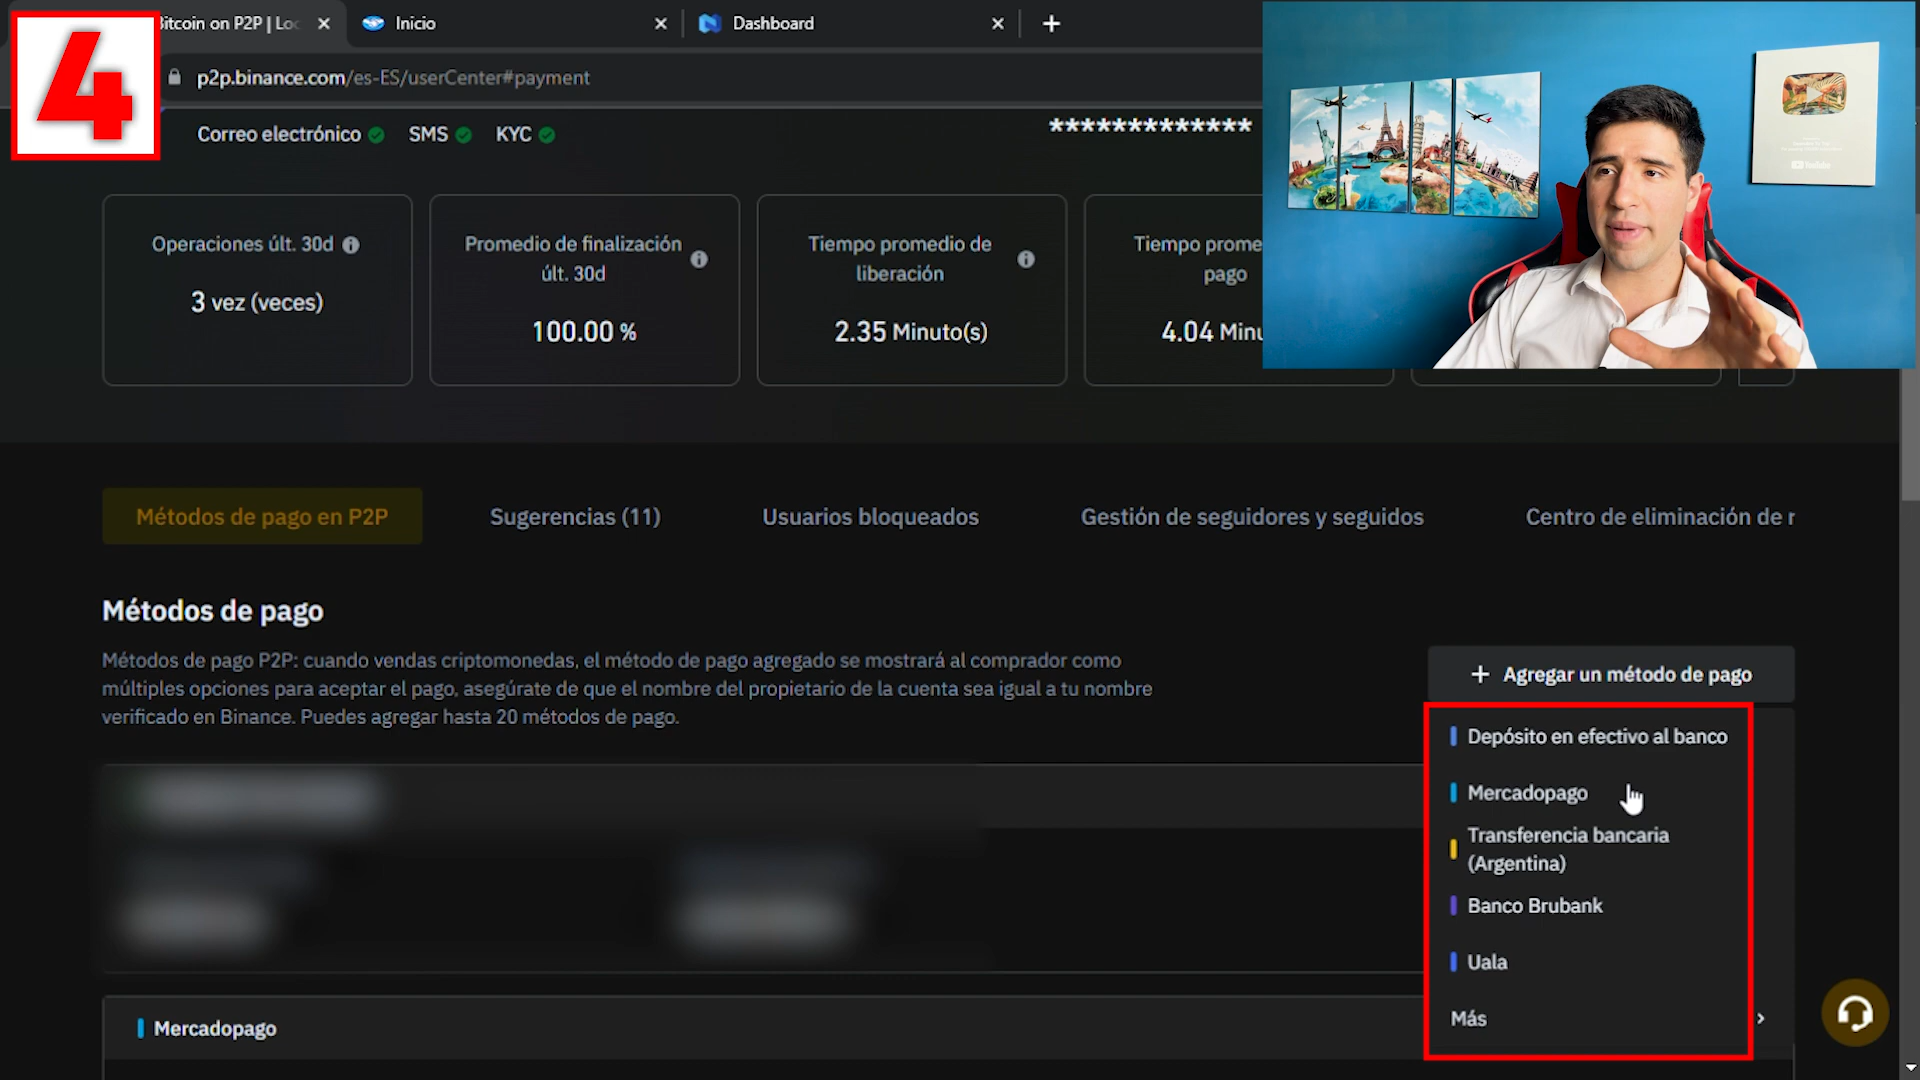 4
itcoin on P2P | Loc
Inicio
Dashboard
p2p.binance.com/es-ES/userCenter#payment
Correo electrónico
SMS
KYC
*************
Operaciones últ. 30d
3 vez (veces)
Promedio de finalización
últ. 30d
100.00 %
Tiempo promedio de
liberación
2.35 Minuto(s)
Tiempo prome
pago
4.04 Minu
YouTube
Métodos de pago en P2P
Sugerencias (11)
Usuarios bloqueados
Gestión de seguidores y seguidos
Centro de eliminación de r
Métodos de pago
Métodos de pago P2P: cuando vendas criptomonedas, el método de pago agregado se mostrará al comprador como
múltiples opciones para aceptar el pago, asegúrate de que el nombre del propietario de la cuenta sea igual a tu nombre
verificado en Binance. Puedes agregar hasta 20 métodos de pago.
+ Agregar un método de pago
Depósito en efectivo al banco
Mercadopago
Transferencia bancaria
(Argentina)
Banco Brubank
Uala
Más
Mercadopago